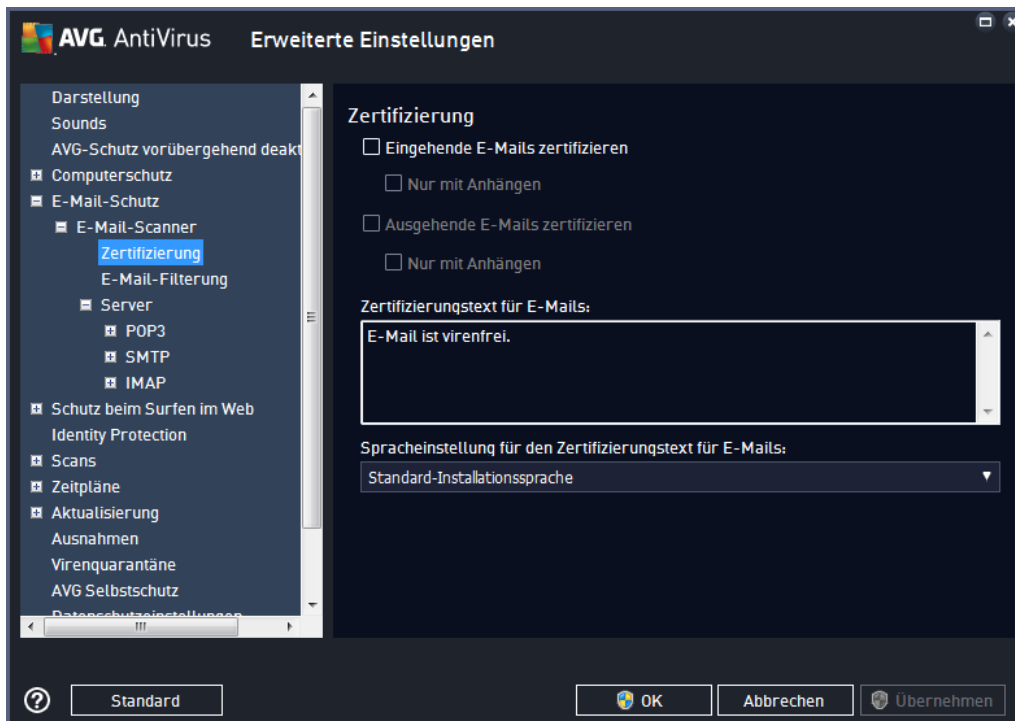 AVG. AntiVirus Erweiterte Einstellungen
Darstellung
Sounds
AVG-Schutz vorübergehend deakt
Computerschutz
E-Mail-Schutz
E-Mail-Scanner
Zertifizierung
E-Mail-Filterung
Server
POP3
SMTP
IMAP
Schutz beim Surfen im Web
Identity Protection
Scans
Zeitpläne
Aktualisierung
Ausnahmen
Virenquarantäne
AVG Selbstschutz
Datenschutzeinstellungen
Zertifizierung
Eingehende E-Mails zertifizieren
Nur mit Anhängen
Ausgehende E-Mails zertifizieren
Nur mit Anhängen
Zertifizierungstext für E-Mails:
E-Mail ist virenfrei.
Spracheinstellung für den Zertifizierungstext für E-Mails:
Standard-Installationssprache
Standard
OK
Abbrechen
Übernehmen